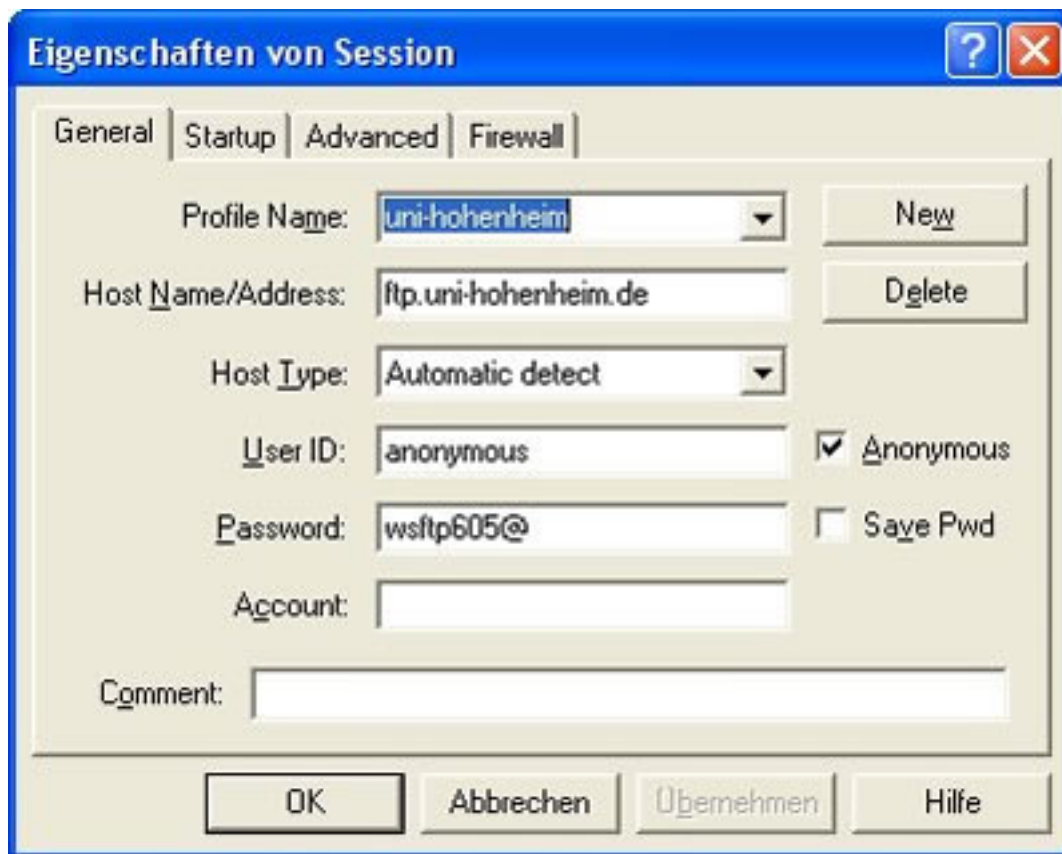 Eigenschaften von Session
General Startup Advanced Firewall
Profile Name: uni-hohenheim New
Host Name/Address: ftp.uni-hohenheim.de Delete
Host Type: Automatic detect
User ID: anonymous Anonymous
Password: wsftp605@ Save Pwd
Account:
Comment:
OK Abbrechen Übernehmen Hilfe